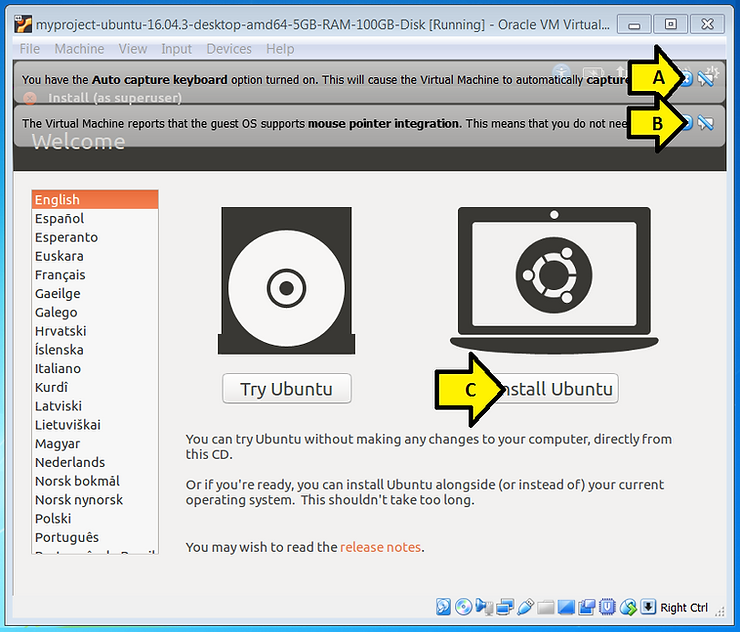 myproject-ubuntu-16.04.3-desktop-amd64-5GB-RAM-100GB-Disk [Running] - Oracle VM Virtual...
File Machine View Input Devices Help
You have the Auto capture keyboard option turned on. This will cause the Virtual Machine to automatically capture
A
Install (as superuser)
The Virtual Machine reports that the guest OS supports mouse pointer integration. This means that you do not
B
Welcome
English
Español
Esperanto
Euskara
Français
Gaeilge
Galego
Hrvatski
Íslenska
Italiano
Kurdî
Latviski
Lietuviškai
Magyar
Nederlands
Norsk bokmål
Norsk nynorsk
Polski
Português
Try Ubuntu
C
Install Ubuntu
You can try Ubuntu without making any changes to your computer, directly from
this CD.
Or if you're ready, you can install Ubuntu alongside (or instead of) your current
operating system. This shouldn't take too long.
You may wish to read the release notes.
Right Ctrl